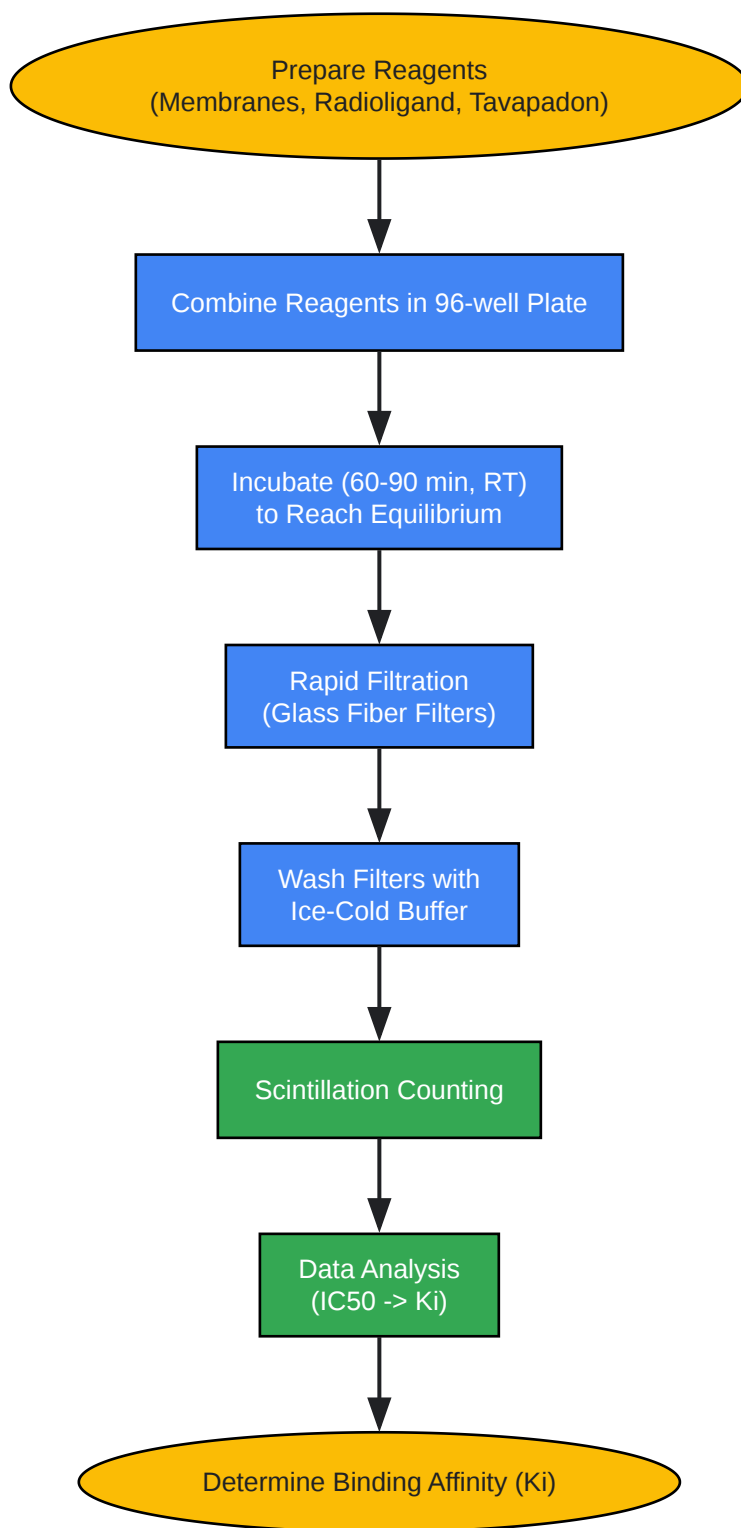 Prepare Reagents
(Membranes, Radioligand, Tavapadon)
Combine Reagents in 96-well Plate
Incubate (60-90 min, RT)
to Reach Equilibrium
Rapid Filtration
(Glass Fiber Filters)
Wash Filters with
Ice-Cold Buffer
Scintillation Counting
Data Analysis
(IC50 -> Ki)
Determine Binding Affinity (Ki)